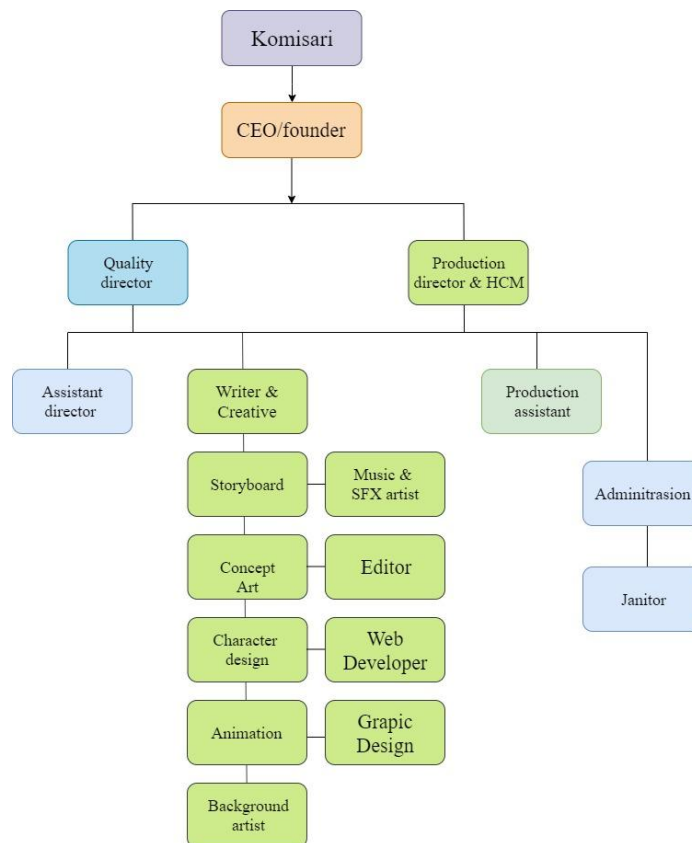 Komisari
CEO/founder
Quality
director
Production
director & HCM
Assistant
director
Writer &
Creative
Production
assistant
Storyboard
Music &
SFX artist
Adminitrasion
Concept
Art
Editor
Janitor
Character
design
Web
Developer
Animation
Grapic
Design
Background
artist